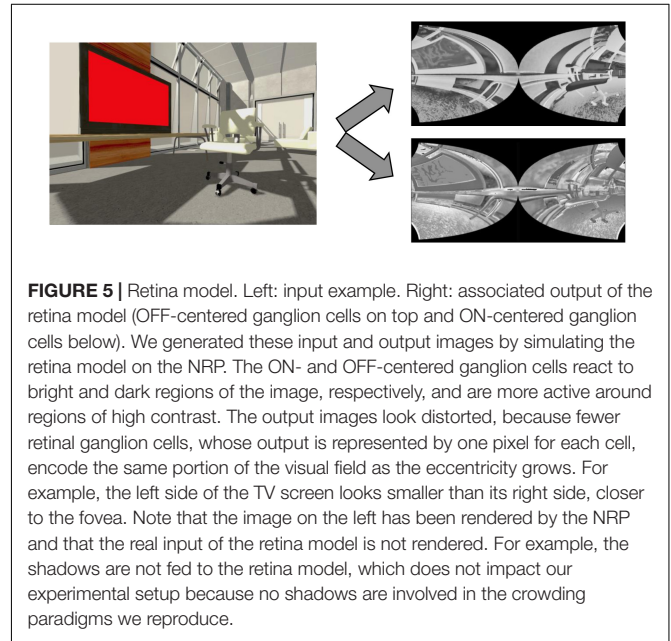 FIGURE 5 | Retina model. Left: input example. Right: associated output of the
retina model (OFF-centered ganglion cells on top and ON-centered ganglion
cells below). We generated these input and output images by simulating the
retina model on the NRP. The ON- and OFF-centered ganglion cells react to
bright and dark regions of the image, respectively, and are more active around
regions of high contrast. The output images look distorted, because fewer
retinal ganglion cells, whose output is represented by one pixel for each cell,
encode the same portion of the visual field as the eccentricity grows. For
example, the left side of the TV screen looks smaller than its right side, closer
to the fovea. Note that the image on the left has been rendered by the NRP
and that the real input of the retina model is not rendered. For example, the
shadows are not fed to the retina model, which does not impact our
experimental setup because no shadows are involved in the crowding
paradigms we reproduce.